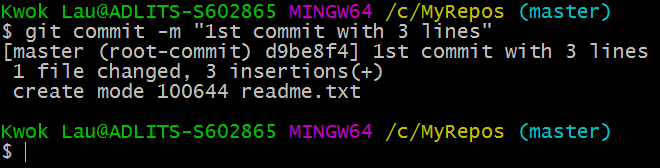 Kwok Lau@ADLITS-S602865 MINGW64 /c/MyRepos (master)
$ git commit -m "1st commit with 3 lines"
[master (root-commit) d9be8f4] 1st commit with 3 lines
 1 file changed, 3 insertions(+)
 create mode 100644 readme.txt

Kwok Lau@ADLITS-S602865 MINGW64 /c/MyRepos (master)
$